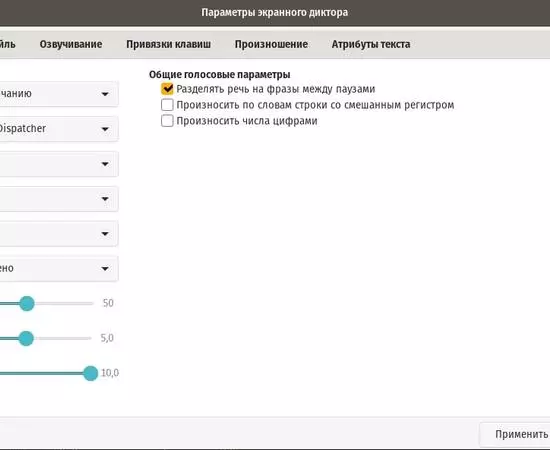 Параметры экранного диктора
йль Озвучивание Привязки клавиш Произношение Атрибуты текста
Общие голосовые параметры
чанию
Разделять речь на фразы между паузами
Произносить по словам строки со смешанным регистром
Dispatcher
Произносить числа цифрами
ено
50
5,0
10,0
Применить